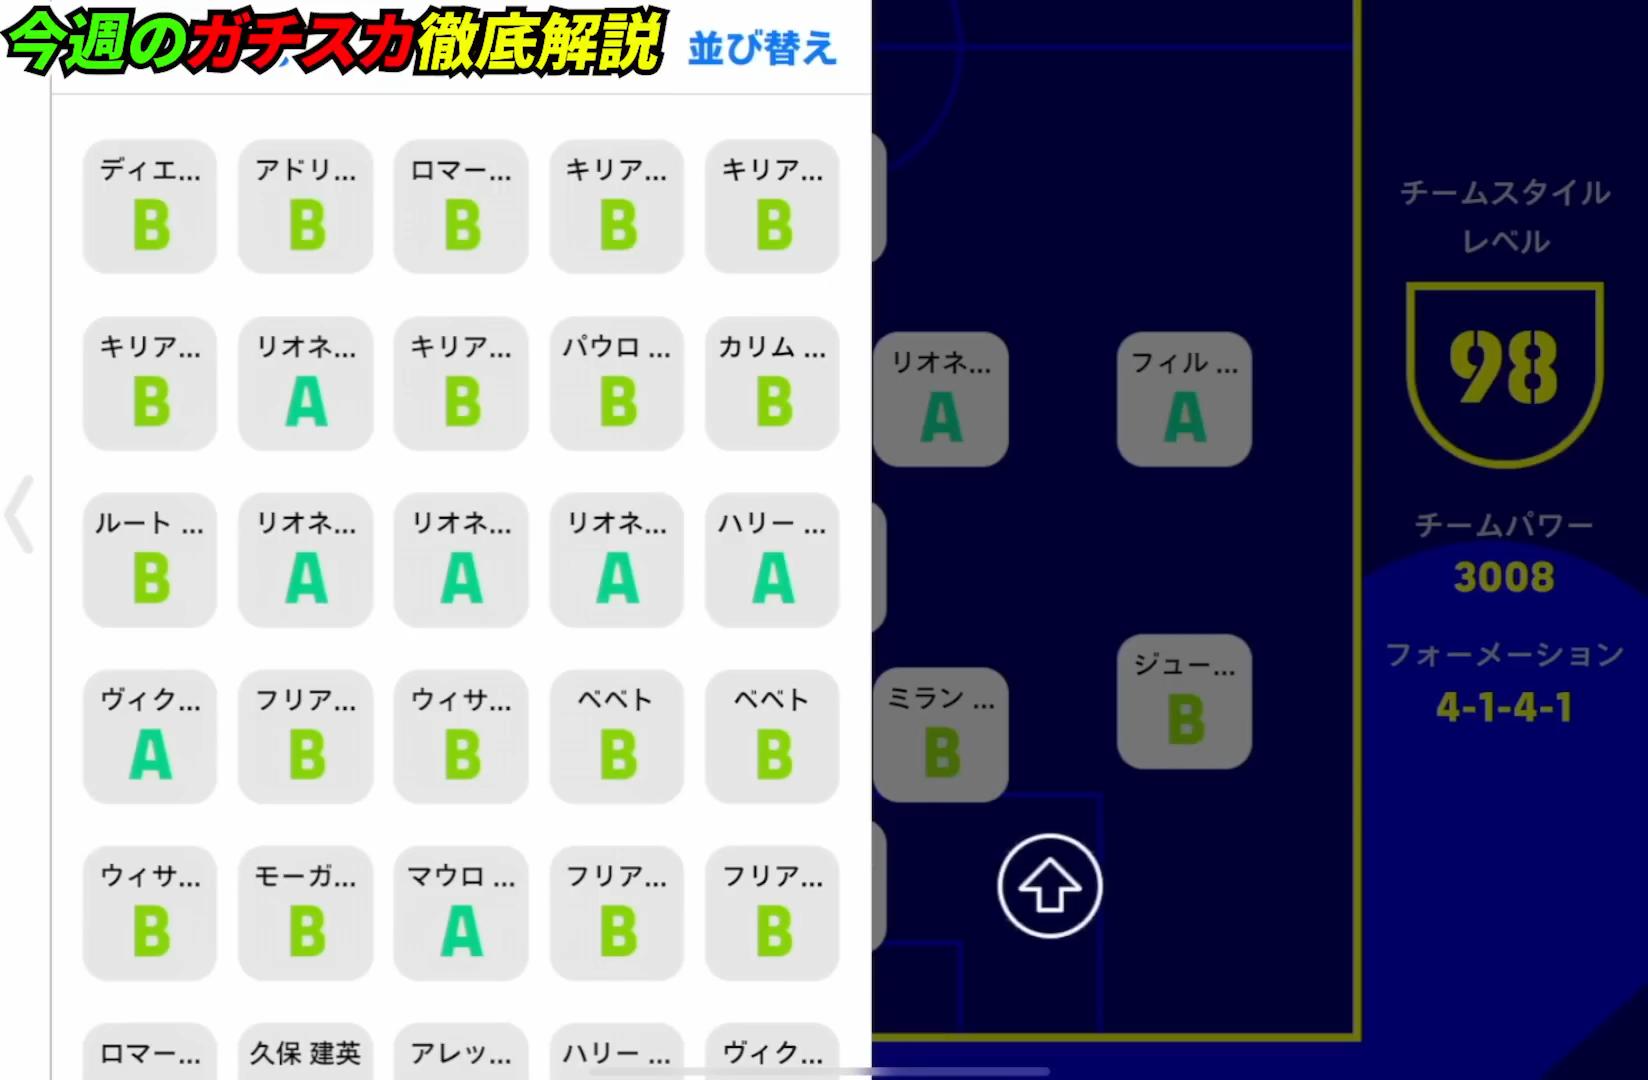 今週のガチスカ徹底解説
並び替え
ディエ...
アドリ...
ロマー...
キリア...
キリア...
B
B
B
B
B
キリア...
リオネ...
キリア...
パウロ ...
カリム ...
B
A
B
B
B
ルート ...
リオネ...
リオネ...
リオネ...
ハリー ...
B
A
A
A
A
ヴィク...
フリア...
ウィサ...
ベベト
ベベト
A
B
B
B
B
ウィサ...
モーガ...
マウロ ...
フリア...
フリア...
B
B
A
B
B
ロマー...
久保 建英
アレッ...
ハリー ...
ヴィク...
リオネ...
A
フィル ...
A
ミラン ...
B
ジュー...
B
チームスタイル
レベル
98
チームパワー
3008
フォーメーション
4-1-4-1